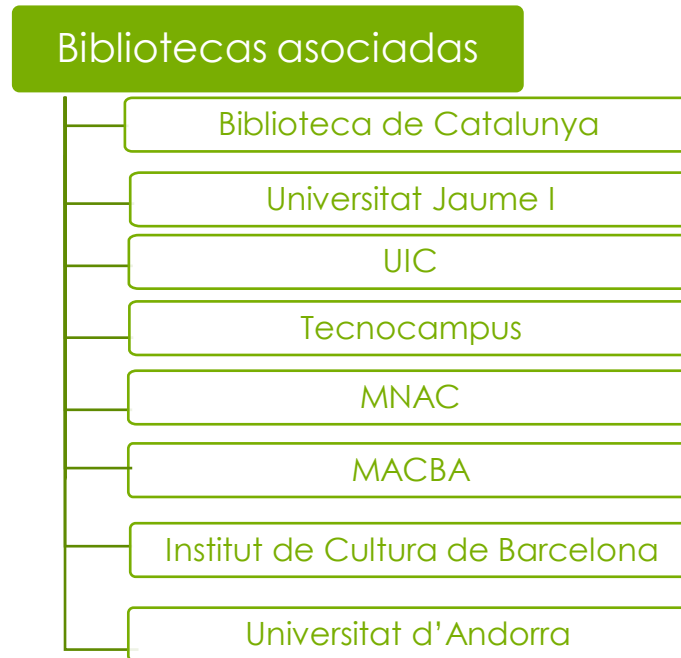 Bibliotecas asociadas
Biblioteca de Catalunya
Universitat Jaume I
UIC
Tecnocampus
MNAC
MACBA
Institut de Cultura de Barcelona
Universitat d’Andorra